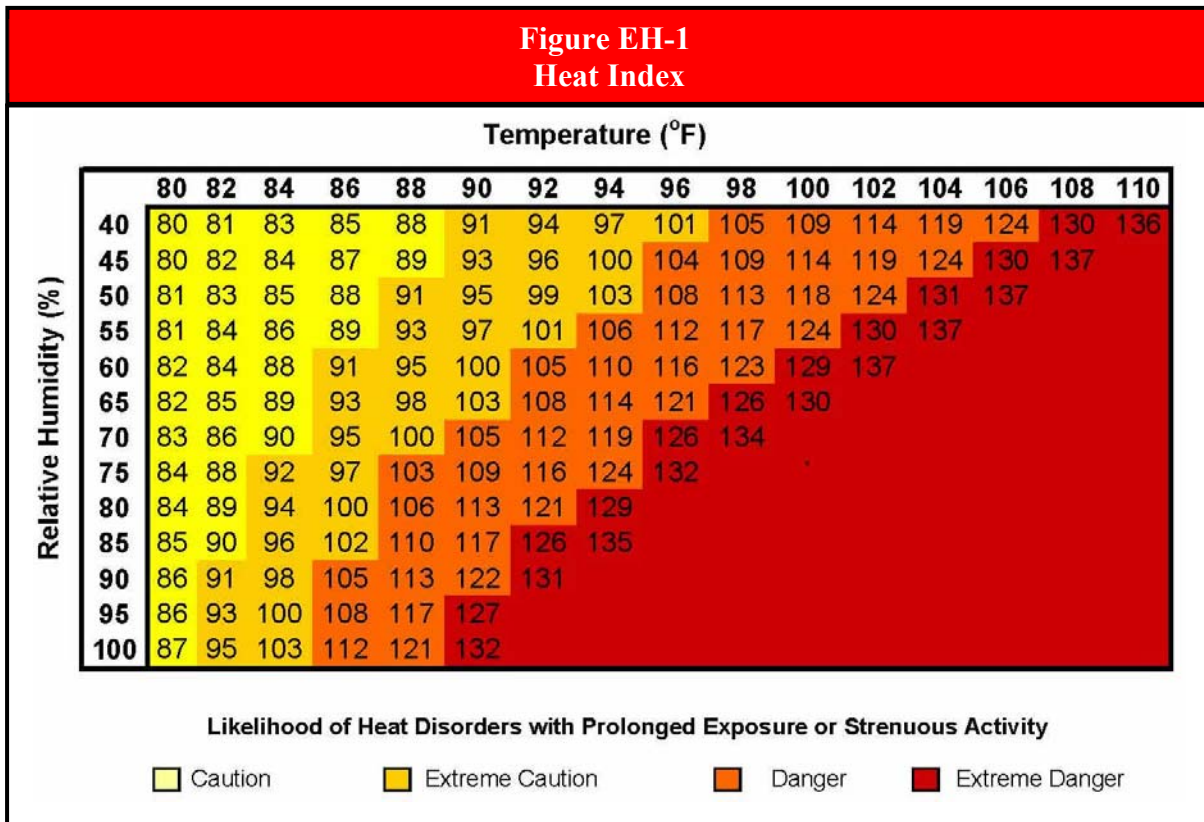 Figure EH-1
Heat Index
Temperature (°F)
80 82 84 86 88 90 92 94 96 98 100 102 104 106 108 110
Relative Humidity (%)
40 80 81 83 85 88 91 94 97 101 105 109 114 119 124 130 136
45 80 82 84 87 89 93 96 100 104 109 114 119 124 130 137
50 81 83 85 88 91 95 99 103 108 113 118 124 131 137
55 81 84 86 89 93 97 101 106 112 117 124 130 137
60 82 84 88 91 95 100 105 110 116 123 129 137
65 82 85 89 93 98 103 108 114 121 126 130
70 83 86 90 95 100 105 112 119 126 134
75 84 88 92 97 103 109 116 124 132
80 84 89 94 100 106 113 121 129
85 85 90 96 102 110 117 126 135
90 86 91 98 105 113 122 131
95 86 93 100 108 117 127
100 87 95 103 112 121 132
Likelihood of Heat Disorders with Prolonged Exposure or Strenuous Activity
Caution Extreme Caution Danger Extreme Danger